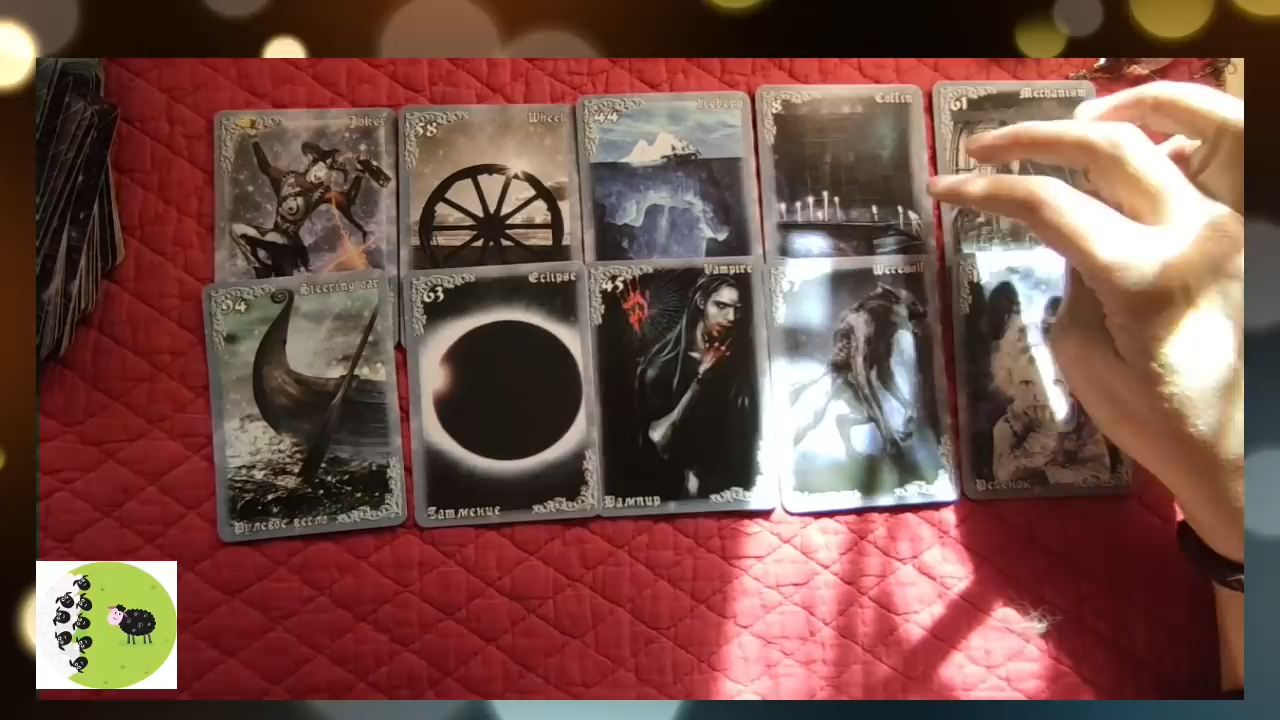 Joker
58 Wheel
44 Iceberg
8 Coffin
61 Mechanism
94 Steering oar
63 Eclipse
45 Vampire
Werewolf
Рулевое весло
Затмение
Вампир
Ребёнок